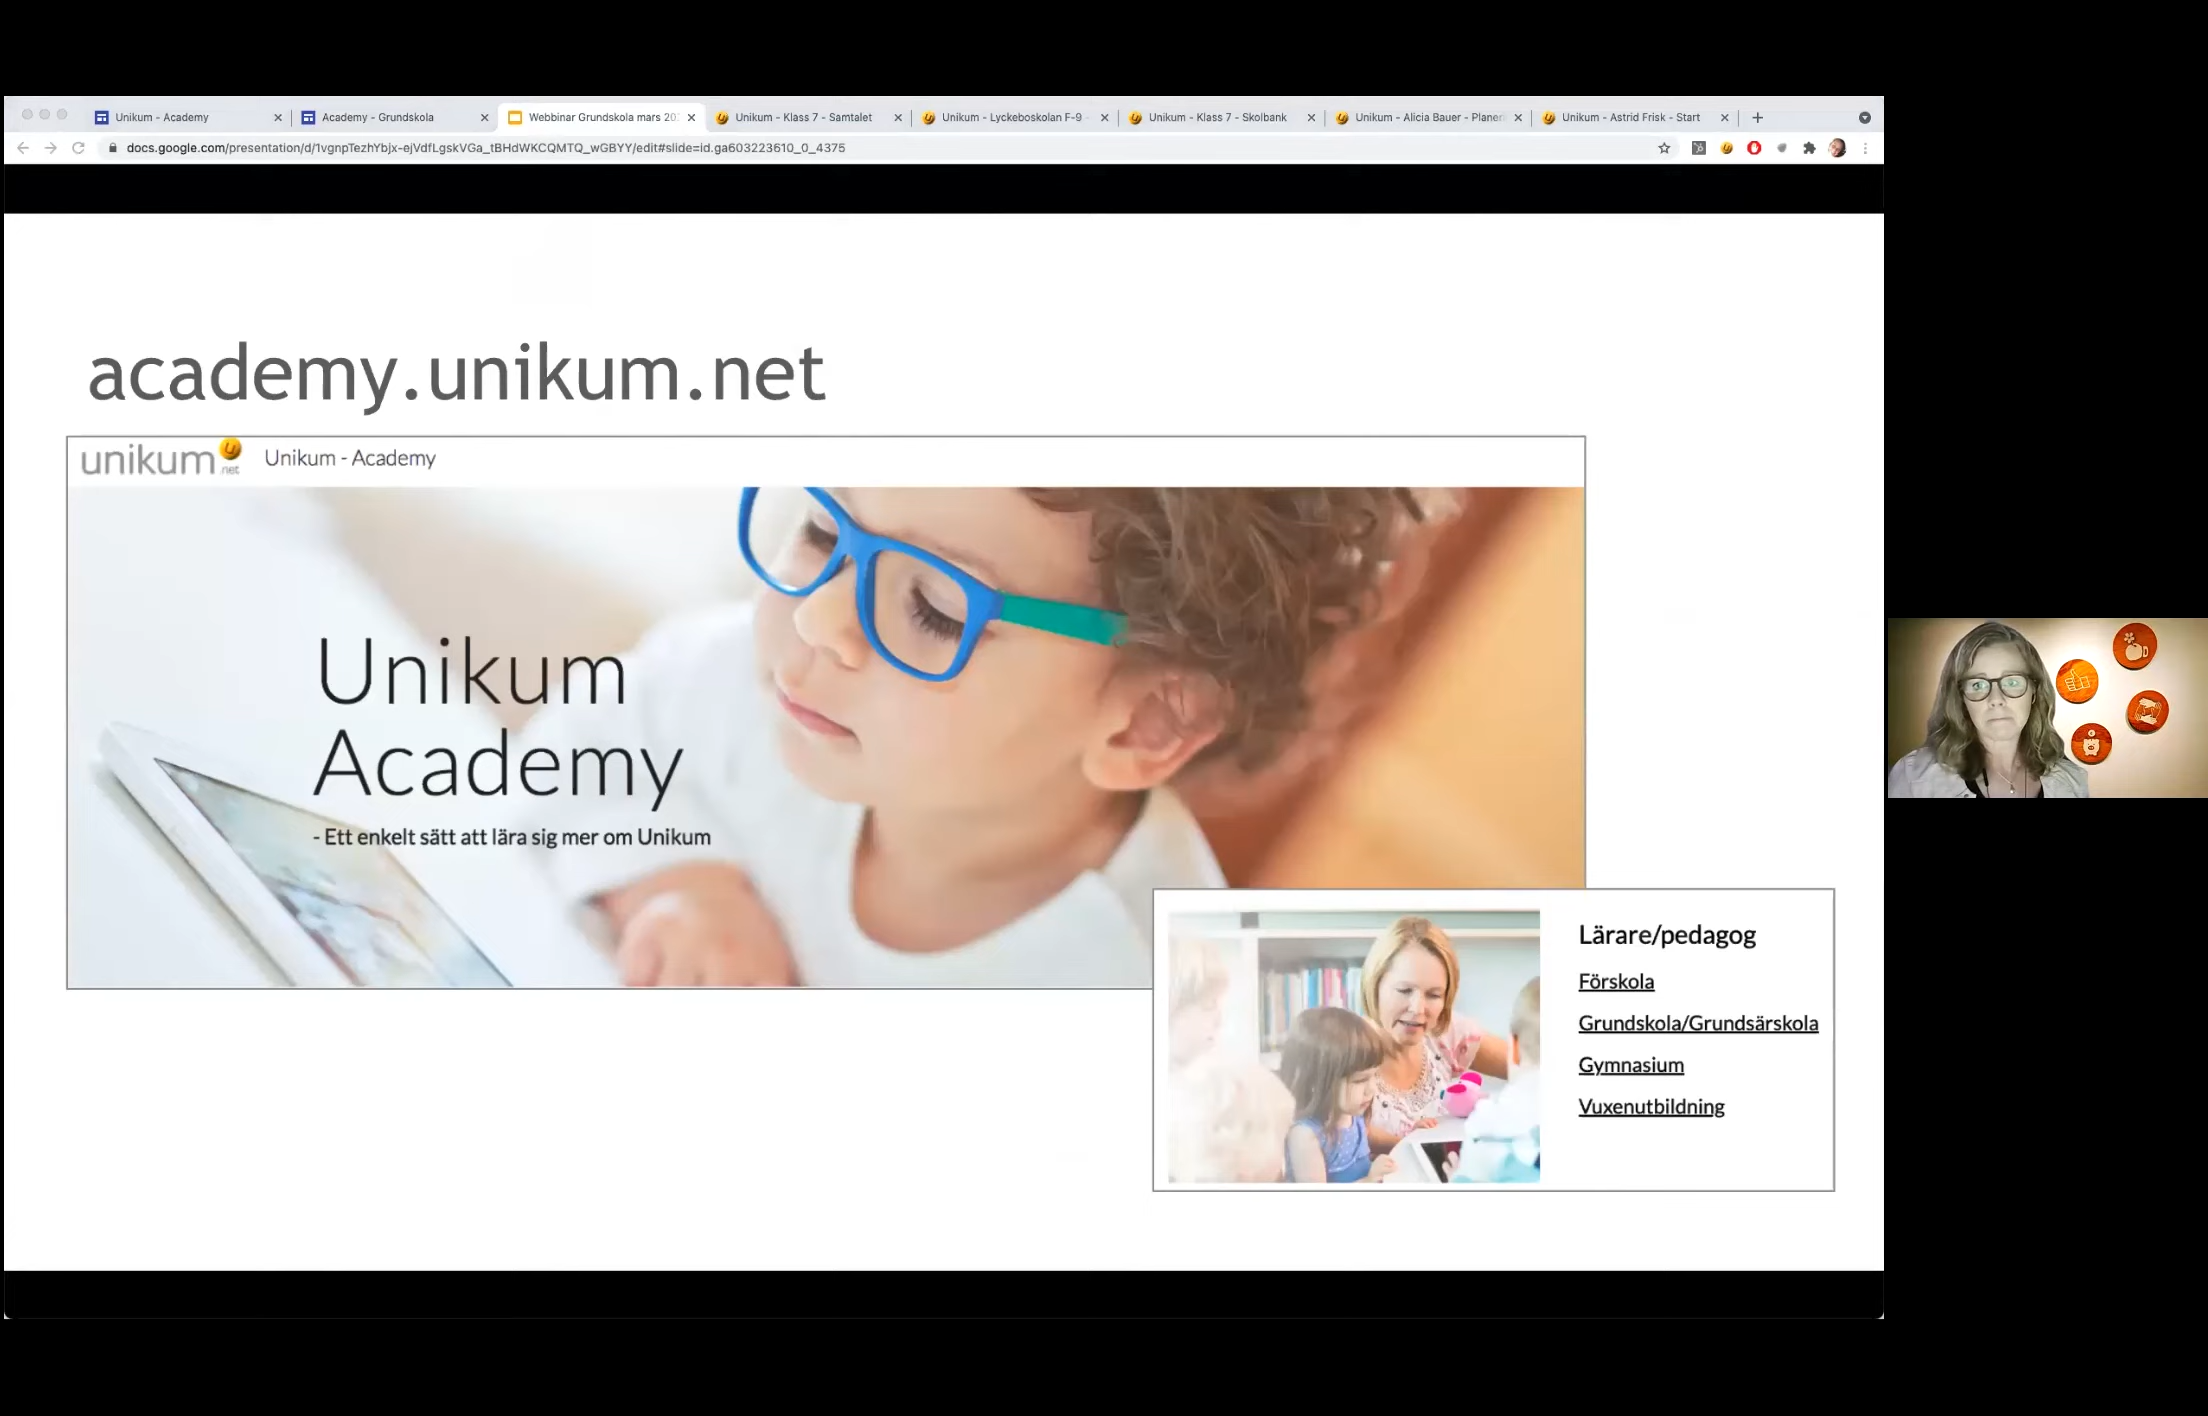 Unikum - Academy
Academy - Grundskola
Webbinar Grundskola mars 20
Unikum - Klass 7 - Samtalet
Unikum - Lyckeboskolan F-9 -
Unikum - Klass 7 - Skolbank
Unikum - Alicia Bauer - Planer
Unikum - Astrid Frisk - Start
docs.google.com/presentation/d/1vgnpTezhYbjx-ejVdfLgskVGa_tBHdWKCQMTQ_wGBYY/edit#slide=id.ga603223610_0_4375
academy.unikum.net
unikum.net
Unikum - Academy
Unikum
Academy
- Ett enkelt sätt att lära sig mer om Unikum
Lärare/pedagog
Förskola
Grundskola/Grundsärskola
Gymnasium
Vuxenutbildning